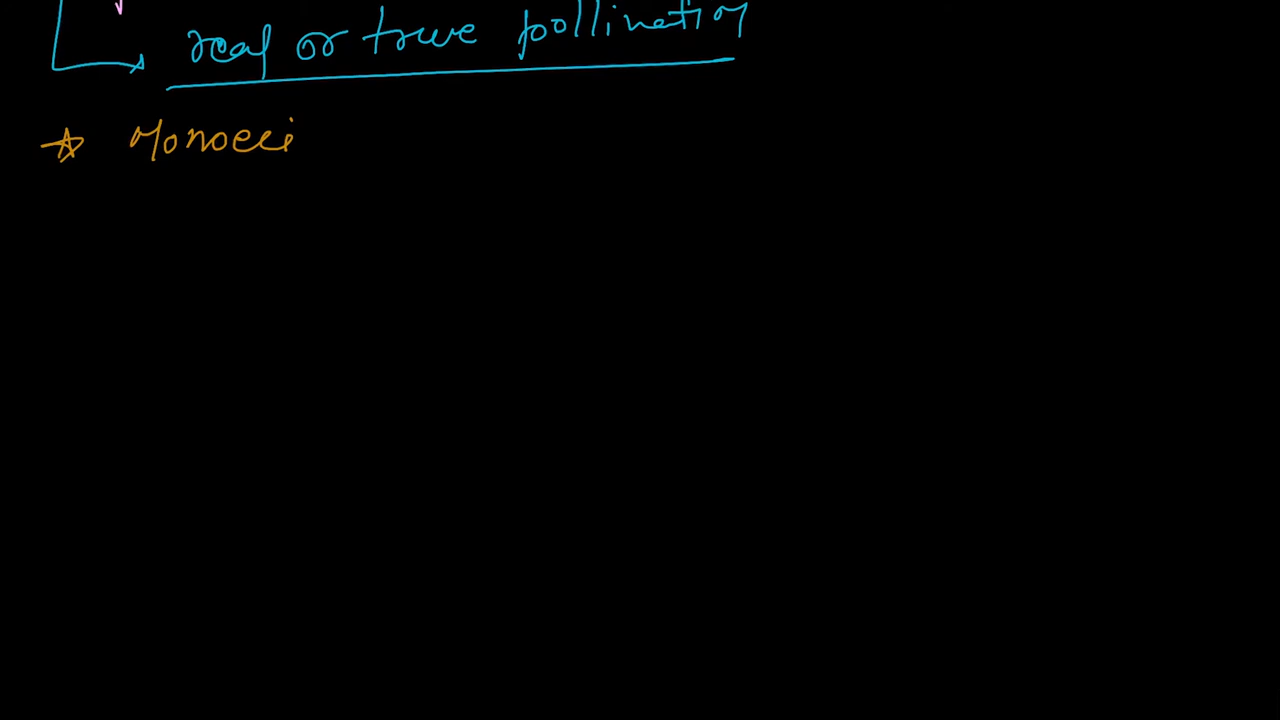 real or true pollination
☆ Monoeci